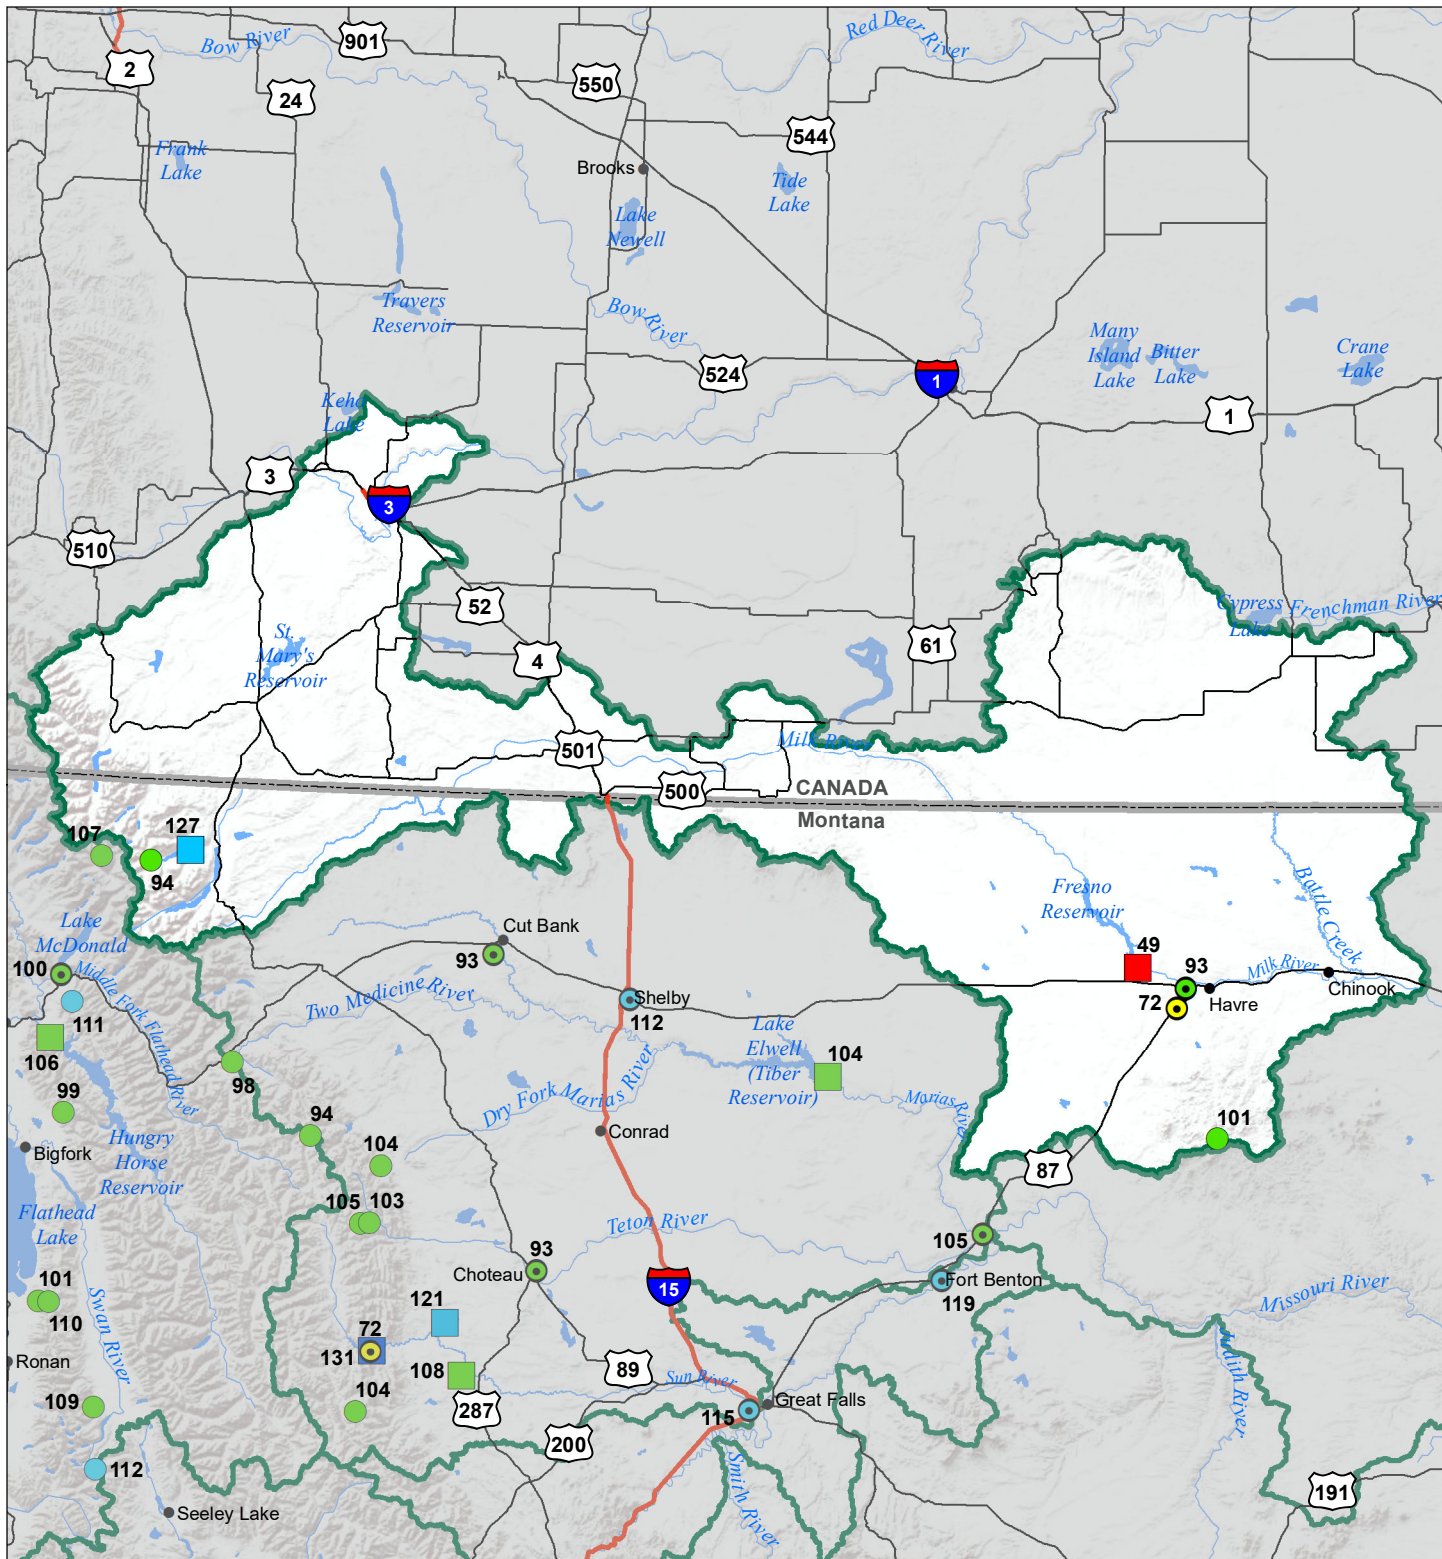 Bow River
901
Red Deer River
2
24
550
544
Frank
Lake
Brooks
Tide
Lake
Lake
Newell
Travers
Reservoir
Bow River
Many
Island
Lake
Bitter
Lake
Crane
Lake
524
1
1
Keho
Lake
3
3
510
52
Cypress
Lake
Frenchman River
St.
Mary's
Reservoir
4
61
501
Milk River
500
CANADA
Montana
107
127
94
Fresno
Reservoir
Battle Creek
Lake
McDonald
Cut Bank
93
49
93
Milk River
Chinook
Havre
72
100
Middle Fork Flathead River
111
Two Medicine River
Shelby
112
106
Lake
Elwell
(Tiber
Reservoir)
104
98
99
Dry Fork Marias River
Marias River
94
101
Conrad
Bigfork
Hungry
Horse
Reservoir
104
87
105
103
Flathead
Lake
Teton River
105
93
Choteau
15
Fort Benton
119
Missouri River
101
110
Swan River
121
72
131
Judith River
Ronan
108
89
Sun River
109
104
287
115
Great Falls
200
112
Smith River
191
Seeley Lake